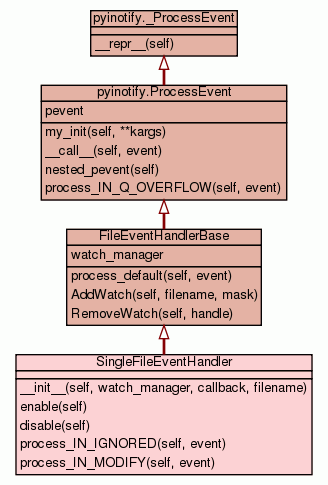 pyinotify._ProcessEvent
__repr__(self)
pyinotify.ProcessEvent
pevent
my_init(self, **kargs)
__call__(self, event)
nested_pevent(self)
process_IN_Q_OVERFLOW(self, event)
FileEventHandlerBase
watch_manager
process_default(self, event)
AddWatch(self, filename, mask)
RemoveWatch(self, handle)
SingleFileEventHandler
__init__(self, watch_manager, callback, filename)
enable(self)
disable(self)
process_IN_IGNORED(self, event)
process_IN_MODIFY(self, event)